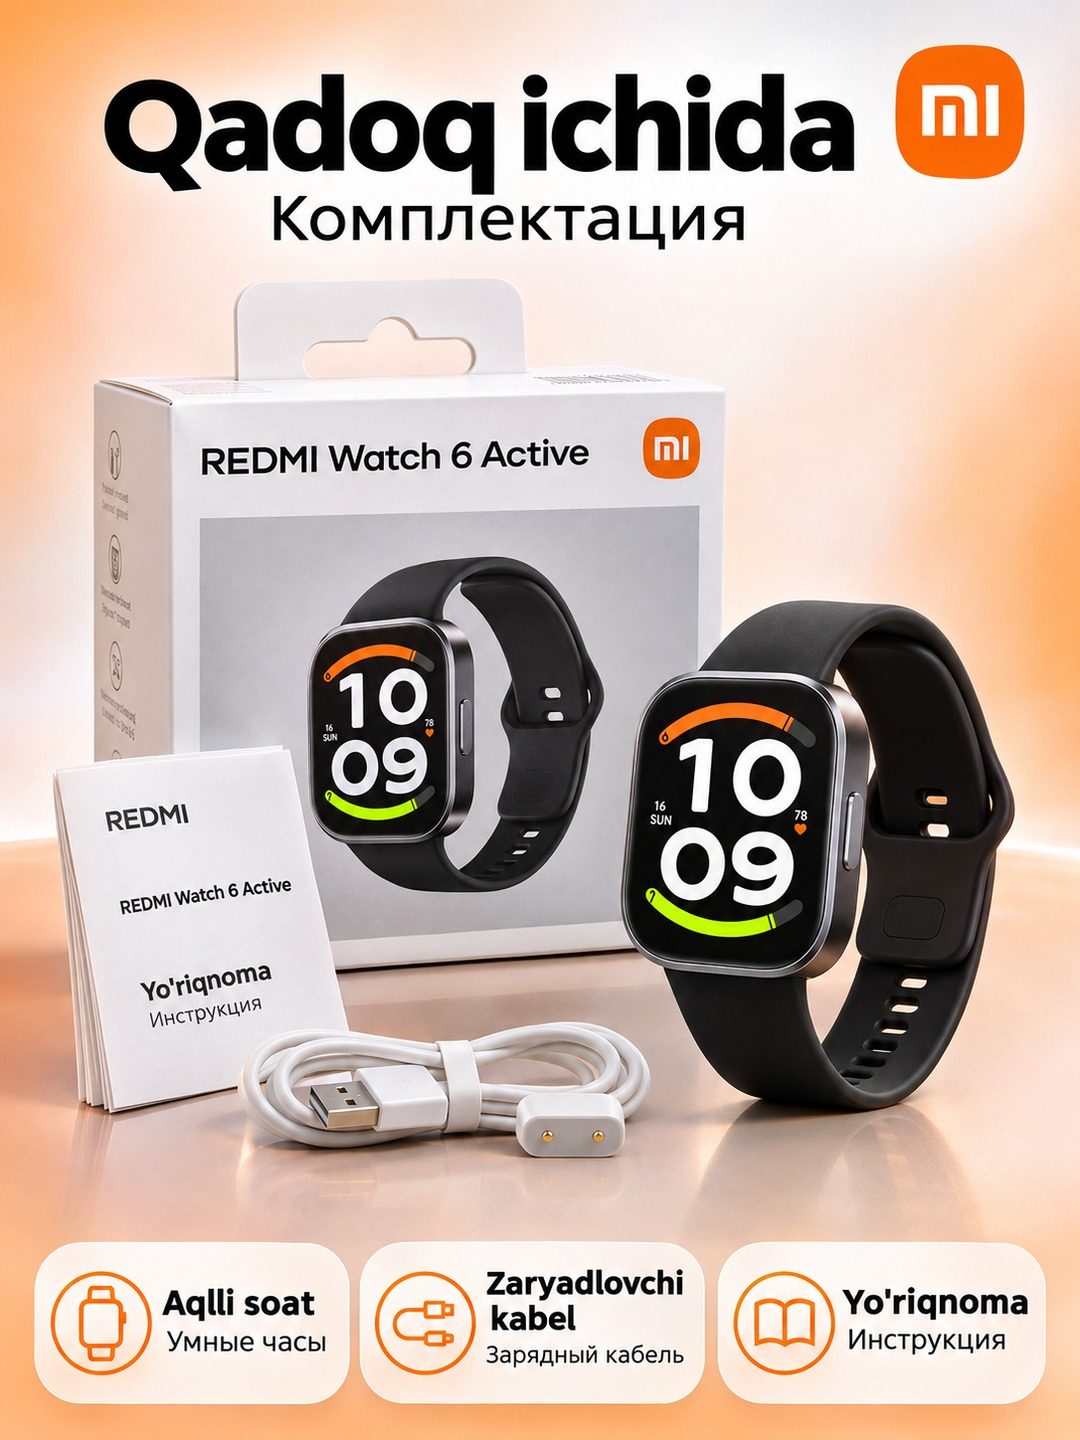 Qadoq ichida
mi
Комплектация
REDMI Watch 6 Active
mi
10
16
SUN
78
09
10
16
SUN
78
09
REDMI
REDMI Watch 6 Active
Yo'riqnoma
Инструкция
Aqlli soat
Умные часы
Zaryadlovchi
kabel
Зарядный кабель
Yo'riqnoma
Инструкция